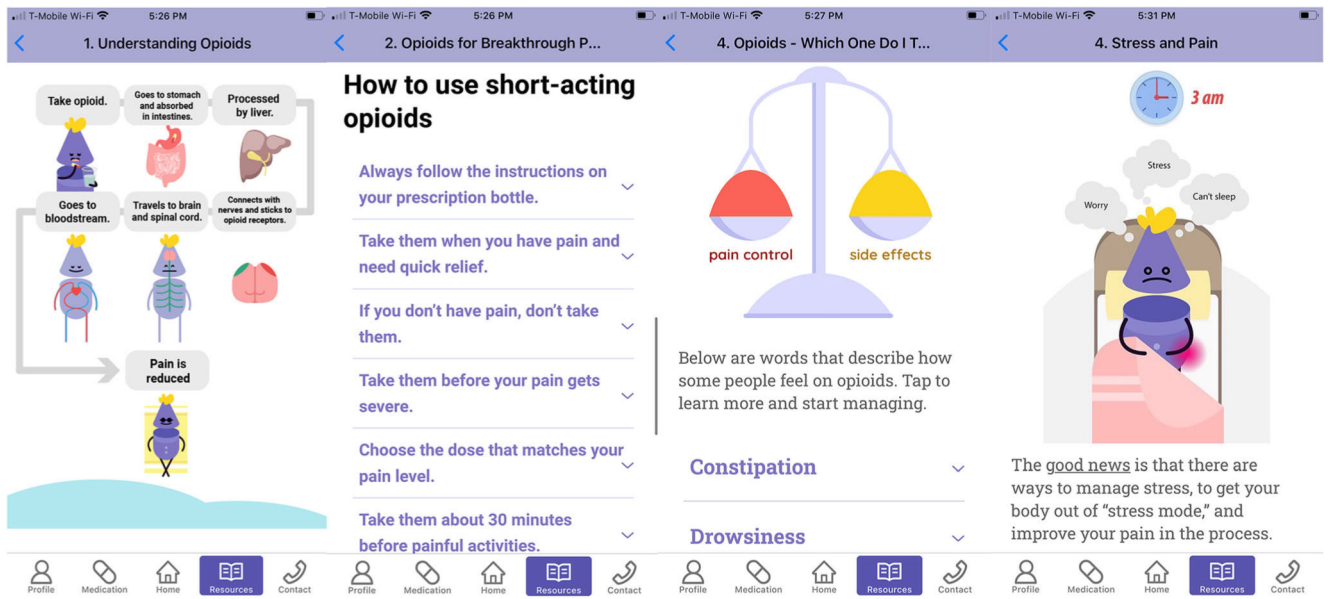 T-Mobile Wi-Fi 5:26 PM
1. Understanding Opioids
Take opioid.
Goes to stomach
and absorbed
in intestines.
Processed
by liver.
Goes to
bloodstream.
Travels to brain
and spinal cord.
Connects with
nerves and sticks to
opioid receptors.
Pain is
reduced
Profile
Medication
Home
Resources
Contact
T-Mobile Wi-Fi 5:26 PM
2. Opioids for Breakthrough P...
How to use short-acting
opioids
Always follow the instructions on
your prescription bottle.
Take them when you have pain and
need quick relief.
If you don't have pain, don't take
them.
Take them before your pain gets
severe.
Choose the dose that matches your
pain level.
Take them about 30 minutes
before painful activities.
Profile
Medication
Home
Resources
Contact
T-Mobile Wi-Fi 5:27 PM
4. Opioids - Which One Do I T...
pain control
side effects
Below are words that describe how
some people feel on opioids. Tap to
learn more and start managing.
Constipation
Drowsiness
Profile
Medication
Home
Resources
Contact
T-Mobile Wi-Fi 5:31 PM
4. Stress and Pain
3 am
Stress
Worry
Can't sleep
The good news is that there are
ways to manage stress, to get your
body out of “stress mode,” and
improve your pain in the process.
Profile
Medication
Home
Resources
Contact